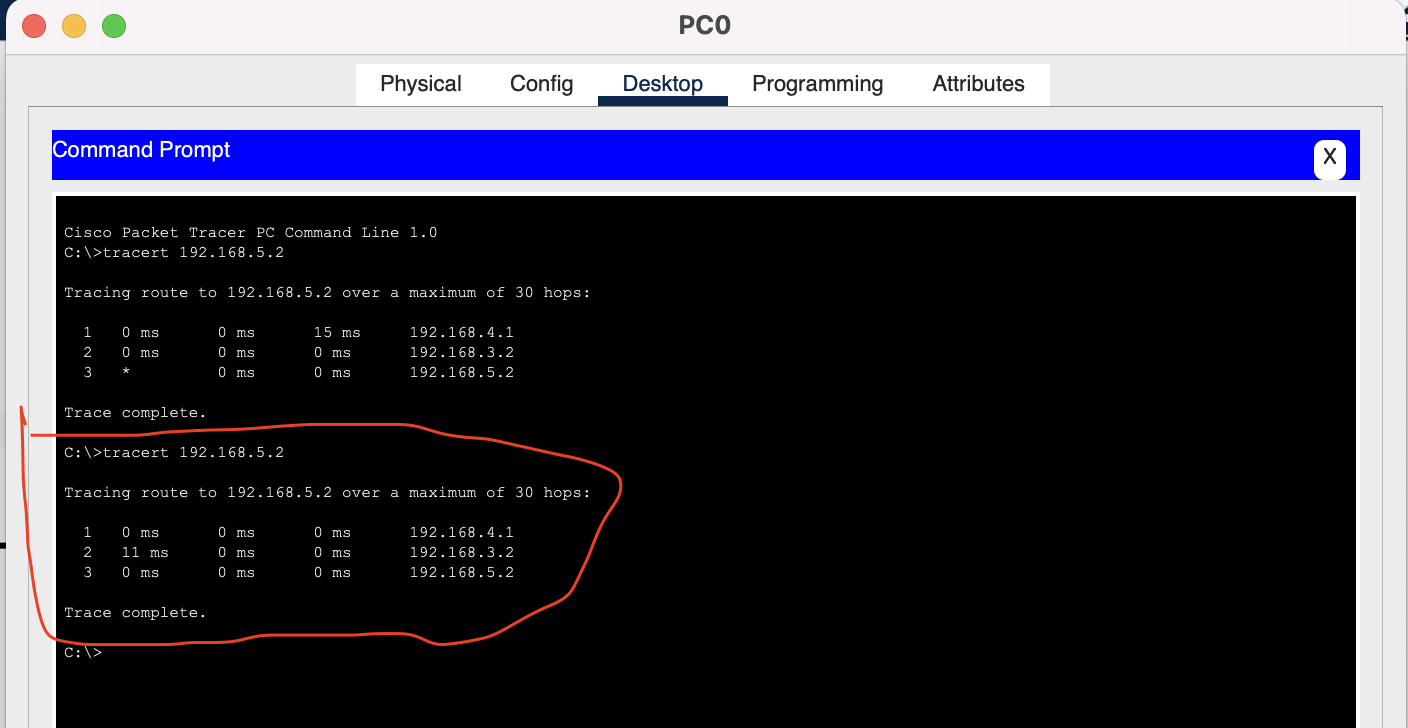 PC0
Physical Config Desktop Programming Attributes
Command Prompt
X
Cisco Packet Tracer PC Command Line 1.0
C:\>tracert 192.168.5.2
Tracing route to 192.168.5.2 over a maximum of 30 hops:
1 0 ms 0 ms 15 ms 192.168.4.1
2 0 ms 0 ms 0 ms 192.168.3.2
3 * 0 ms 0 ms 192.168.5.2
Trace complete.
C:\>tracert 192.168.5.2
Tracing route to 192.168.5.2 over a maximum of 30 hops:
1 0 ms 0 ms 0 ms 192.168.4.1
2 11 ms 0 ms 0 ms 192.168.3.2
3 0 ms 0 ms 0 ms 192.168.5.2
Trace complete.
C:\>